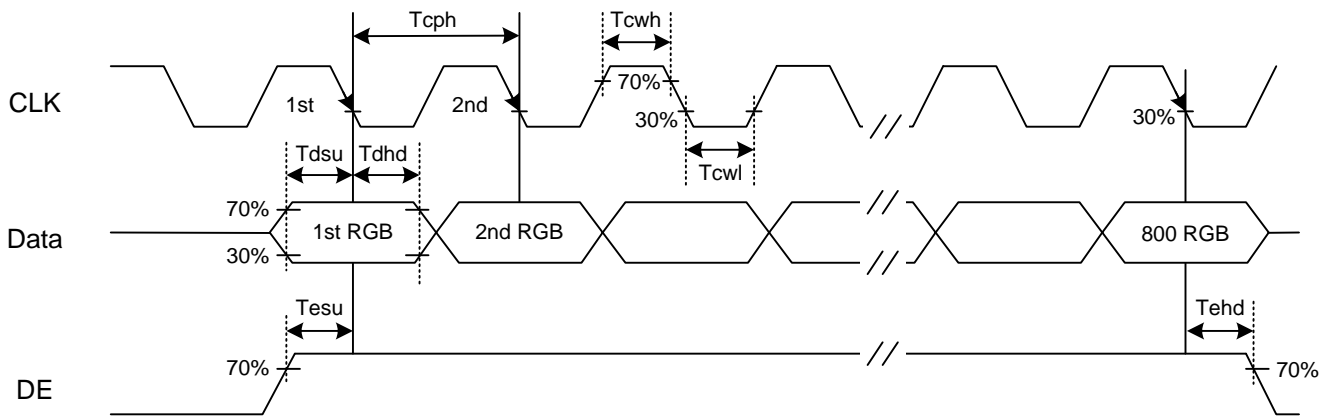 Tcph
Tcwh
CLK
1st
2nd
70%
30%
30%
Tdsu
Tdhd
Tcwl
70%
Data
1st RGB
2nd RGB
800 RGB
30%
Tesu
Tehd
70%
70%
DE